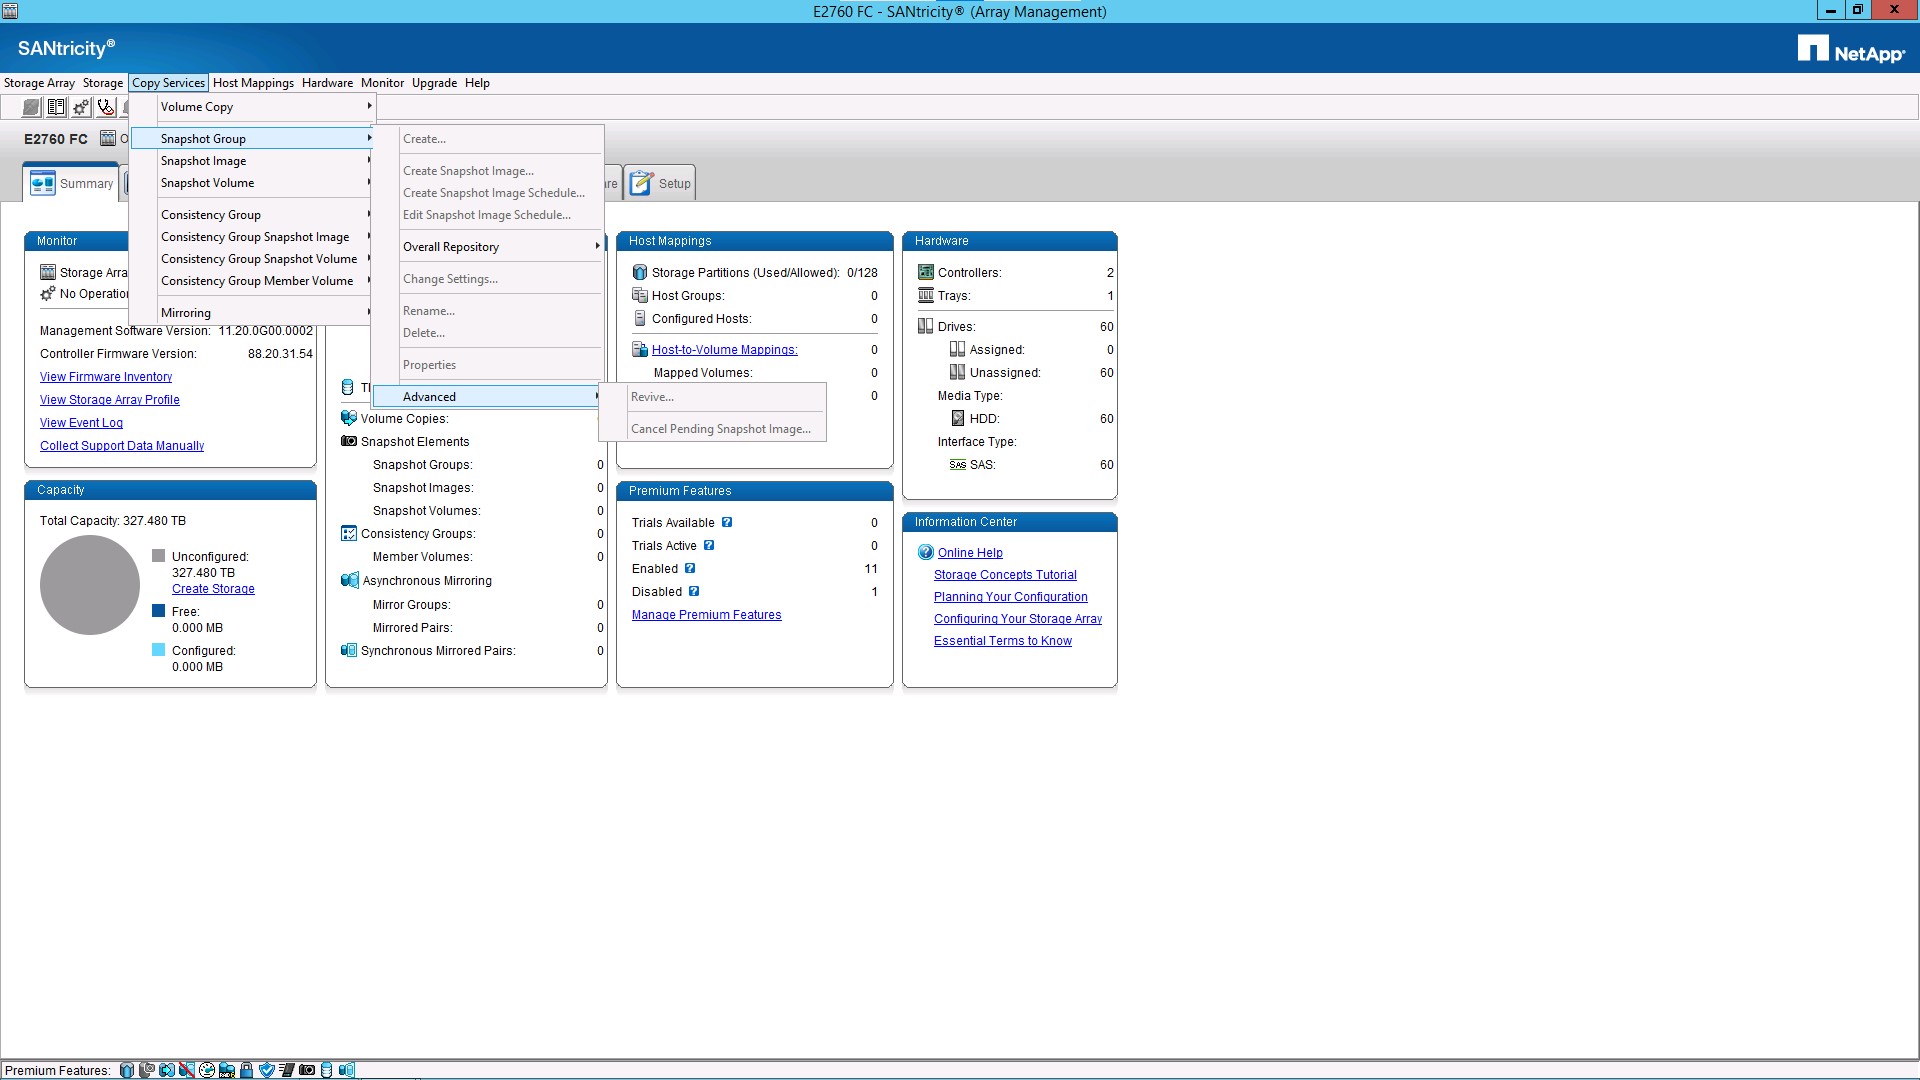 E2760 FC - SANtricity® (Array Management)
SANtricity®
NetApp®
Storage Array Storage Copy Services Host Mappings Hardware Monitor Upgrade Help
E2760 FC
Summary
Setup
Volume Copy
Snapshot Group
Snapshot Image
Snapshot Volume
Consistency Group
Consistency Group Snapshot Image
Consistency Group Snapshot Volume
Consistency Group Member Volume
Mirroring
Create...
Create Snapshot Image...
Create Snapshot Image Schedule...
Edit Snapshot Image Schedule...
Overall Repository
Change Settings...
Rename...
Delete...
Properties
Advanced
Revive...
Cancel Pending Snapshot Image...
Monitor
Storage Arra
No Operation
Management Software Version: 11.20.0G00.0002
Controller Firmware Version: 88.20.31.54
View Firmware Inventory
View Storage Array Profile
View Event Log
Collect Support Data Manually
Capacity
Total Capacity: 327.480 TB
Unconfigured:
327.480 TB
Create Storage
Free:
0.000 MB
Configured:
0.000 MB
Volume Copies:
Snapshot Elements
Snapshot Groups: 0
Snapshot Images: 0
Snapshot Volumes: 0
Consistency Groups: 0
Member Volumes: 0
Asynchronous Mirroring
Mirror Groups: 0
Mirrored Pairs: 0
Synchronous Mirrored Pairs: 0
Host Mappings
Storage Partitions (Used/Allowed): 0/128
Host Groups: 0
Configured Hosts: 0
Host-to-Volume Mappings: 0
Mapped Volumes: 0
0
Premium Features
Trials Available ? 0
Trials Active ? 0
Enabled ? 11
Disabled ? 1
Manage Premium Features
Hardware
Controllers: 2
Trays: 1
Drives: 60
Assigned: 0
Unassigned: 60
Media Type:
HDD: 60
Interface Type:
SAS SAS: 60
Information Center
? Online Help
Storage Concepts Tutorial
Planning Your Configuration
Configuring Your Storage Array
Essential Terms to Know
Premium Features: